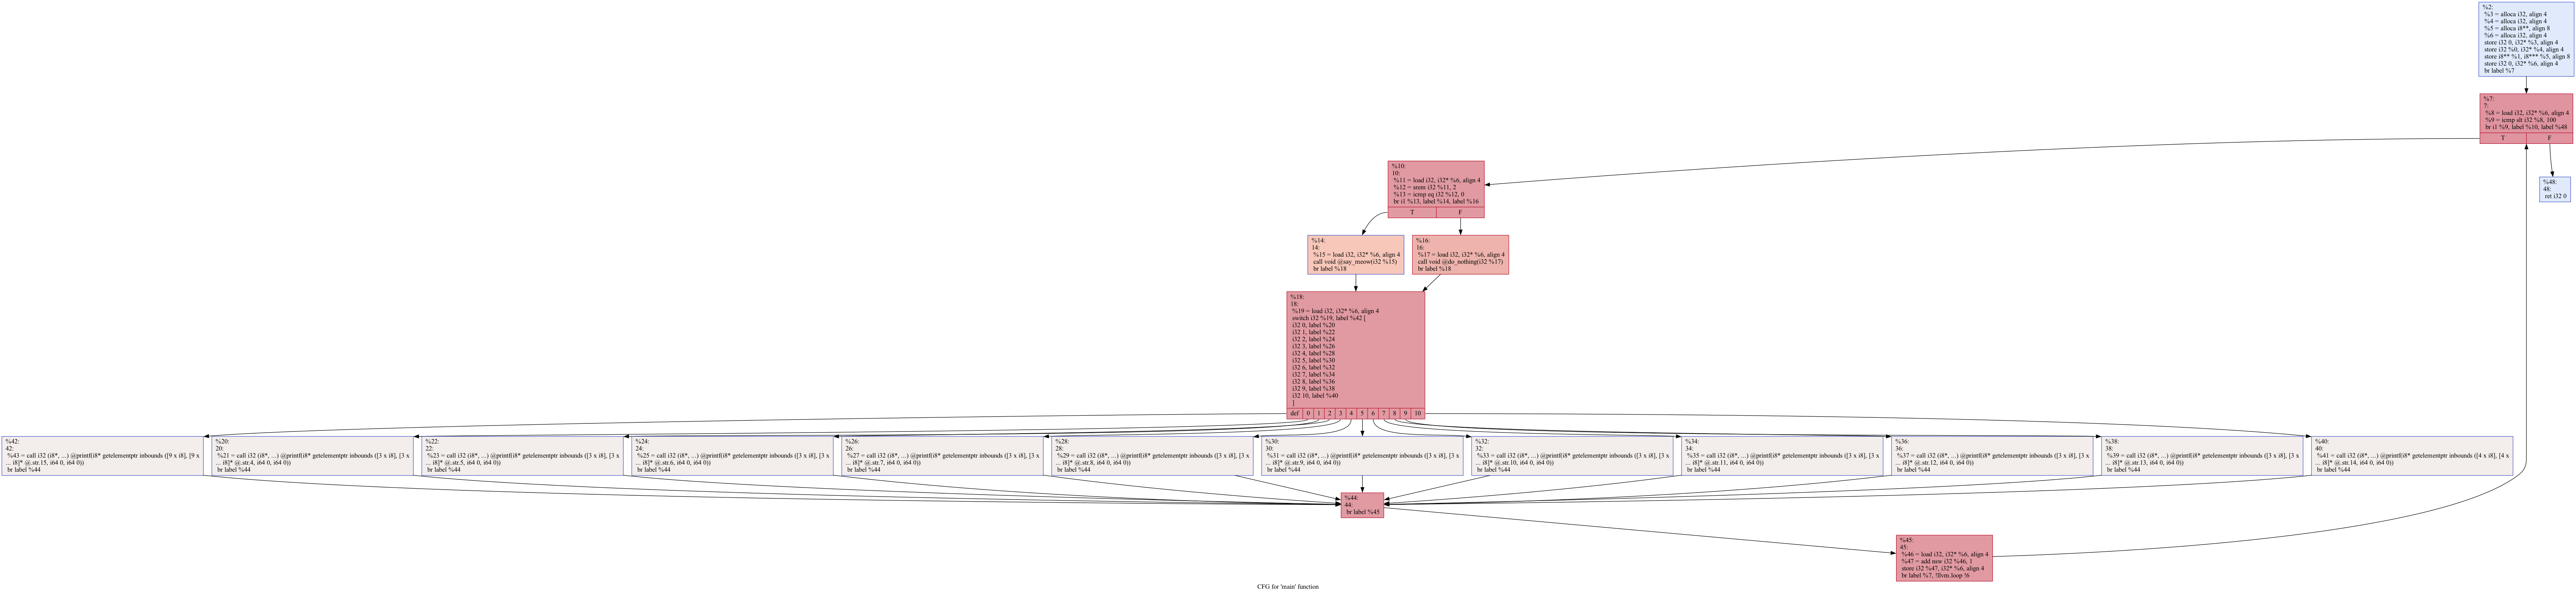 %2:
%3 = alloca i32, align 4
%4 = alloca i32, align 4
%5 = alloca i8**, align 8
%6 = alloca i32, align 4
store i32 0, i32* %3, align 4
store i32 %0, i32* %4, align 4
store i8** %1, i8*** %5, align 8
store i32 0, i32* %6, align 4
br label %7
%7:
7:
%8 = load i32, i32* %6, align 4
%9 = icmp slt i32 %8, 100
br i1 %9, label %10, label %48
T F
%10:
10:
%11 = load i32, i32* %6, align 4
%12 = srem i32 %11, 2
%13 = icmp eq i32 %12, 0
br i1 %13, label %14, label %16
T F
%48:
48:
ret i32 0
%14:
14:
%15 = load i32, i32* %6, align 4
call void @say_meow(i32 %15)
br label %18
%16:
16:
%17 = load i32, i32* %6, align 4
call void @do_nothing(i32 %17)
br label %18
%18:
18:
%19 = load i32, i32* %6, align 4
switch i32 %19, label %42 [
i32 0, label %20
i32 1, label %22
i32 2, label %24
i32 3, label %26
i32 4, label %28
i32 5, label %30
i32 6, label %32
i32 7, label %34
i32 8, label %36
i32 9, label %38
i32 10, label %40
]
def 0 1 2 3 4 5 6 7 8 9 10
%42:
42:
%43 = call i32 (i8*, ...) @printf(i8* getelementptr inbounds ([9 x i8], [9 x
... i8]* @.str.15, i64 0, i64 0))
br label %44
%20:
20:
%21 = call i32 (i8*, ...) @printf(i8* getelementptr inbounds ([3 x i8], [3 x
... i8]* @.str.4, i64 0, i64 0))
br label %44
%22:
22:
%23 = call i32 (i8*, ...) @printf(i8* getelementptr inbounds ([3 x i8], [3 x
... i8]* @.str.5, i64 0, i64 0))
br label %44
%24:
24:
%25 = call i32 (i8*, ...) @printf(i8* getelementptr inbounds ([3 x i8], [3 x
... i8]* @.str.6, i64 0, i64 0))
br label %44
%26:
26:
%27 = call i32 (i8*, ...) @printf(i8* getelementptr inbounds ([3 x i8], [3 x
... i8]* @.str.7, i64 0, i64 0))
br label %44
%28:
28:
%29 = call i32 (i8*, ...) @printf(i8* getelementptr inbounds ([3 x i8], [3 x
... i8]* @.str.8, i64 0, i64 0))
br label %44
%30:
30:
%31 = call i32 (i8*, ...) @printf(i8* getelementptr inbounds ([3 x i8], [3 x
... i8]* @.str.9, i64 0, i64 0))
br label %44
%32:
32:
%33 = call i32 (i8*, ...) @printf(i8* getelementptr inbounds ([3 x i8], [3 x
... i8]* @.str.10, i64 0, i64 0))
br label %44
%34:
34:
%35 = call i32 (i8*, ...) @printf(i8* getelementptr inbounds ([3 x i8], [3 x
... i8]* @.str.11, i64 0, i64 0))
br label %44
%36:
36:
%37 = call i32 (i8*, ...) @printf(i8* getelementptr inbounds ([3 x i8], [3 x
... i8]* @.str.12, i64 0, i64 0))
br label %44
%38:
38:
%39 = call i32 (i8*, ...) @printf(i8* getelementptr inbounds ([3 x i8], [3 x
... i8]* @.str.13, i64 0, i64 0))
br label %44
%40:
40:
%41 = call i32 (i8*, ...) @printf(i8* getelementptr inbounds ([4 x i8], [4 x
... i8]* @.str.14, i64 0, i64 0))
br label %44
%44:
44:
br label %45
%45:
45:
%46 = load i32, i32* %6, align 4
%47 = add nsw i32 %46, 1
store i32 %47, i32* %6, align 4
br label %7, !llvm.loop !6
CFG for 'main' function